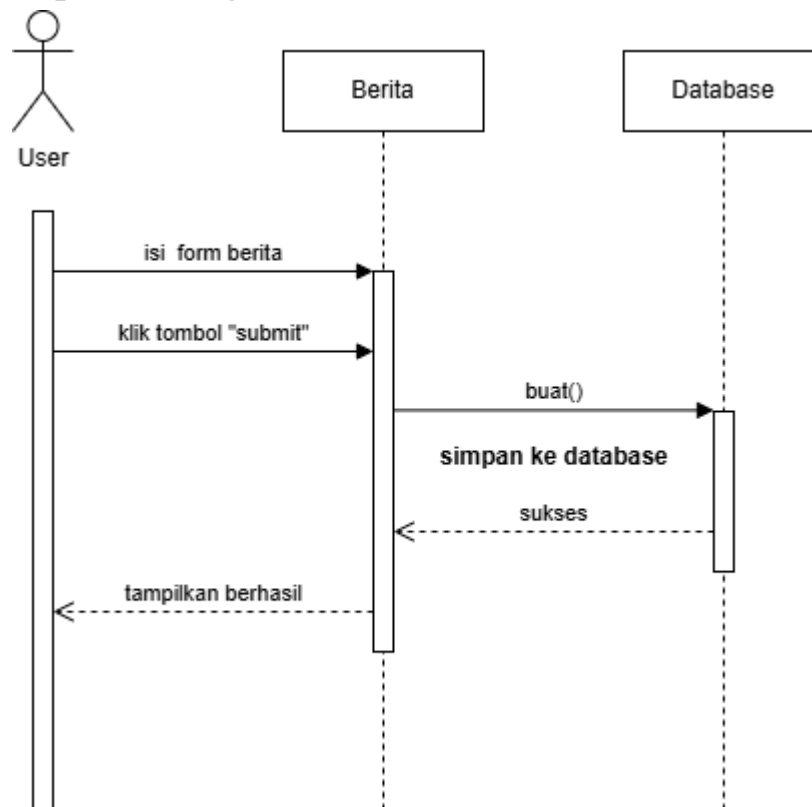 User
Berita
Database
isi form berita
klik tombol "submit"
buat()
simpan ke database
sukses
tampilkan berhasil